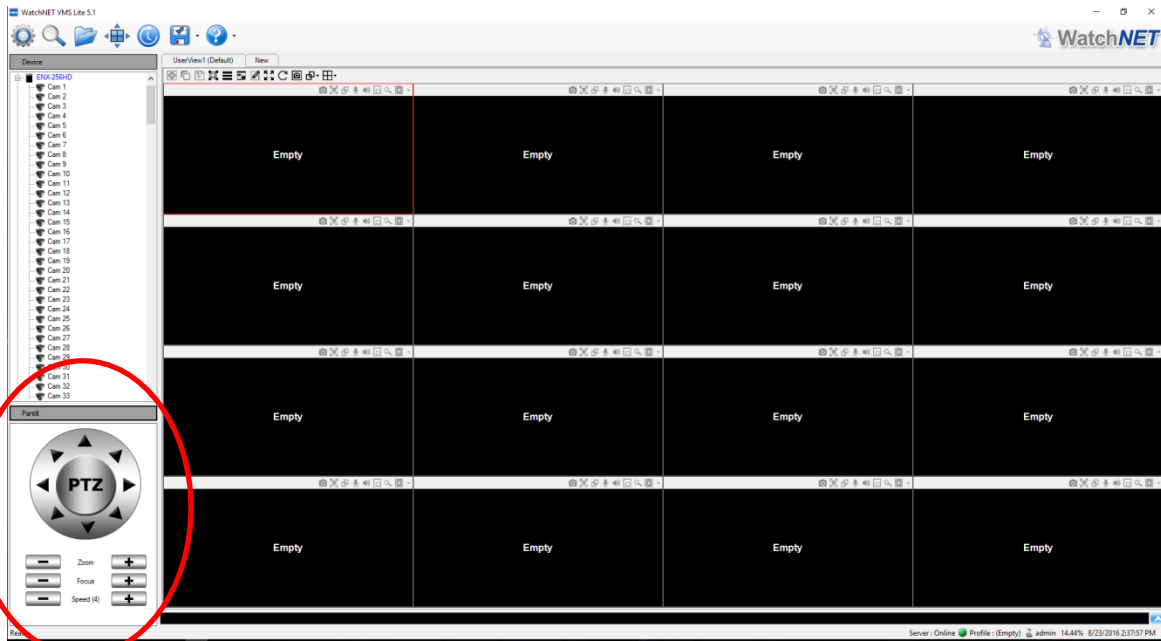 WatchNET VMS Lite 5.1
WatchNET
Device
UserView1 (Default)
New
ENX-256HD
Cam 1
Cam 2
Cam 3
Cam 4
Cam 5
Cam 6
Cam 7
Cam 8
Cam 9
Cam 10
Cam 11
Cam 12
Cam 13
Cam 14
Cam 15
Cam 16
Cam 17
Cam 18
Cam 19
Cam 20
Cam 21
Cam 22
Cam 23
Cam 24
Cam 25
Cam 26
Cam 27
Cam 28
Cam 29
Cam 30
Cam 31
Cam 32
Cam 33
Empty Empty Empty Empty
Empty Empty Empty Empty
Empty Empty Empty Empty
Empty Empty Empty Empty
Pantilt
PTZ
Zoom
Focus
Speed (4)
Server : Online Profile : (Empty) admin 14.44% 8/23/2016 2:37:57 PM